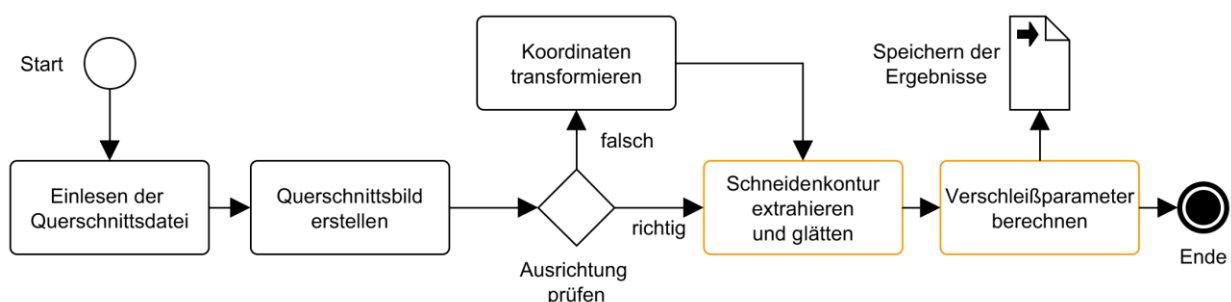 Start
Einlesen der
Querschnittsdatei
Querschnittsbild
erstellen
Ausrichtung
prüfen
falsch
richtig
Koordinaten
transformieren
Schneidenkontur
extrahieren
und glätten
Verschleißparameter
berechnen
Speichern der
Ergebnisse
Ende